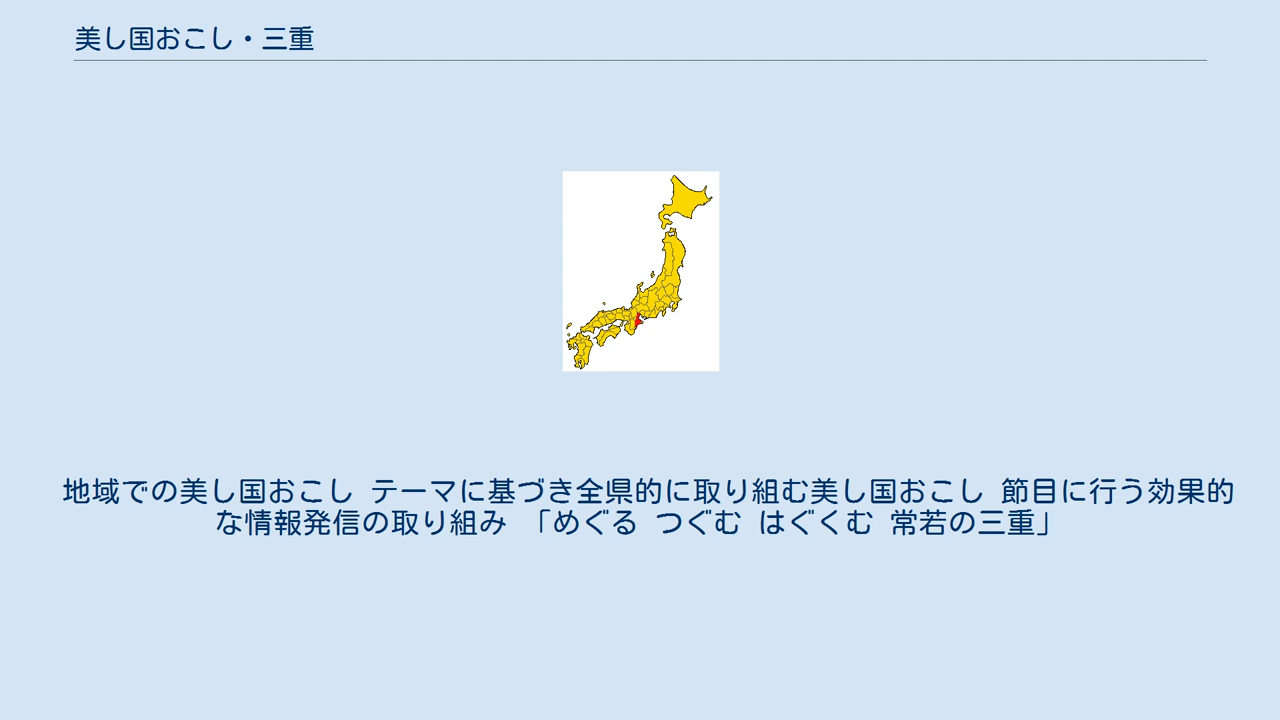 美し国おこし・三重
地域での美し国おこし テーマに基づき全県的に取り組む美し国おこし 節目に行う効果的
な情報発信の取り組み 「めぐる つぐむ はぐくむ 常若の三重」